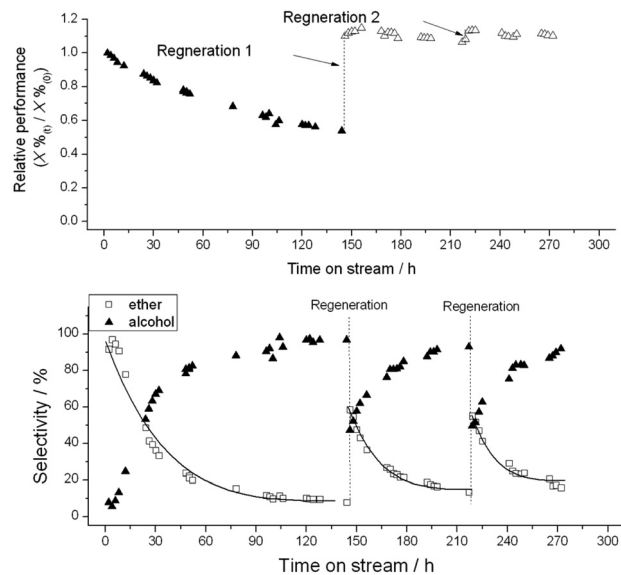 Regneration 2
Regneration 1
Relative performance
(X %(t) / X %(0))
1.2
1.0
0.8
0.6
0.4
0.2
0.0
0 30 60 90 120 150 180 210 240 270 300
Time on stream / h
ether
alcohol
Regeneration
Regeneration
Selectivity / %
100
80
60
40
20
0
0 30 60 90 120 150 180 210 240 270 300
Time on stream / h